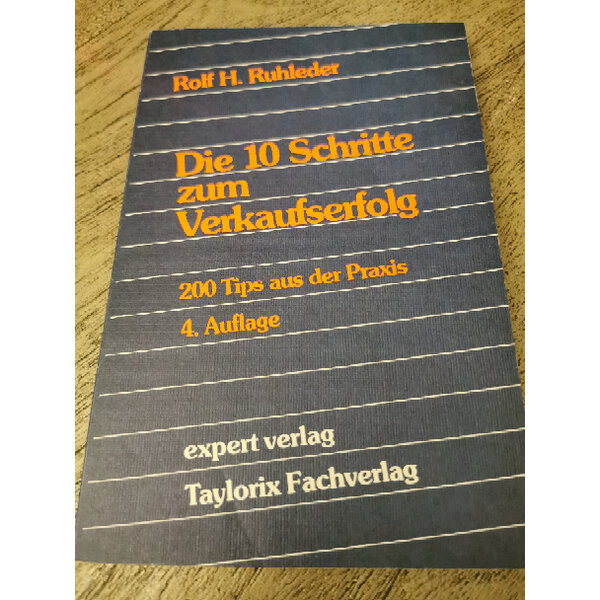 Rolf H. Ruhleder
Die 10 Schritte
zum
Verkaufserfolg
200 Tips aus der Praxis
4. Auflage
expert verlag
Taylorix Fachverlag